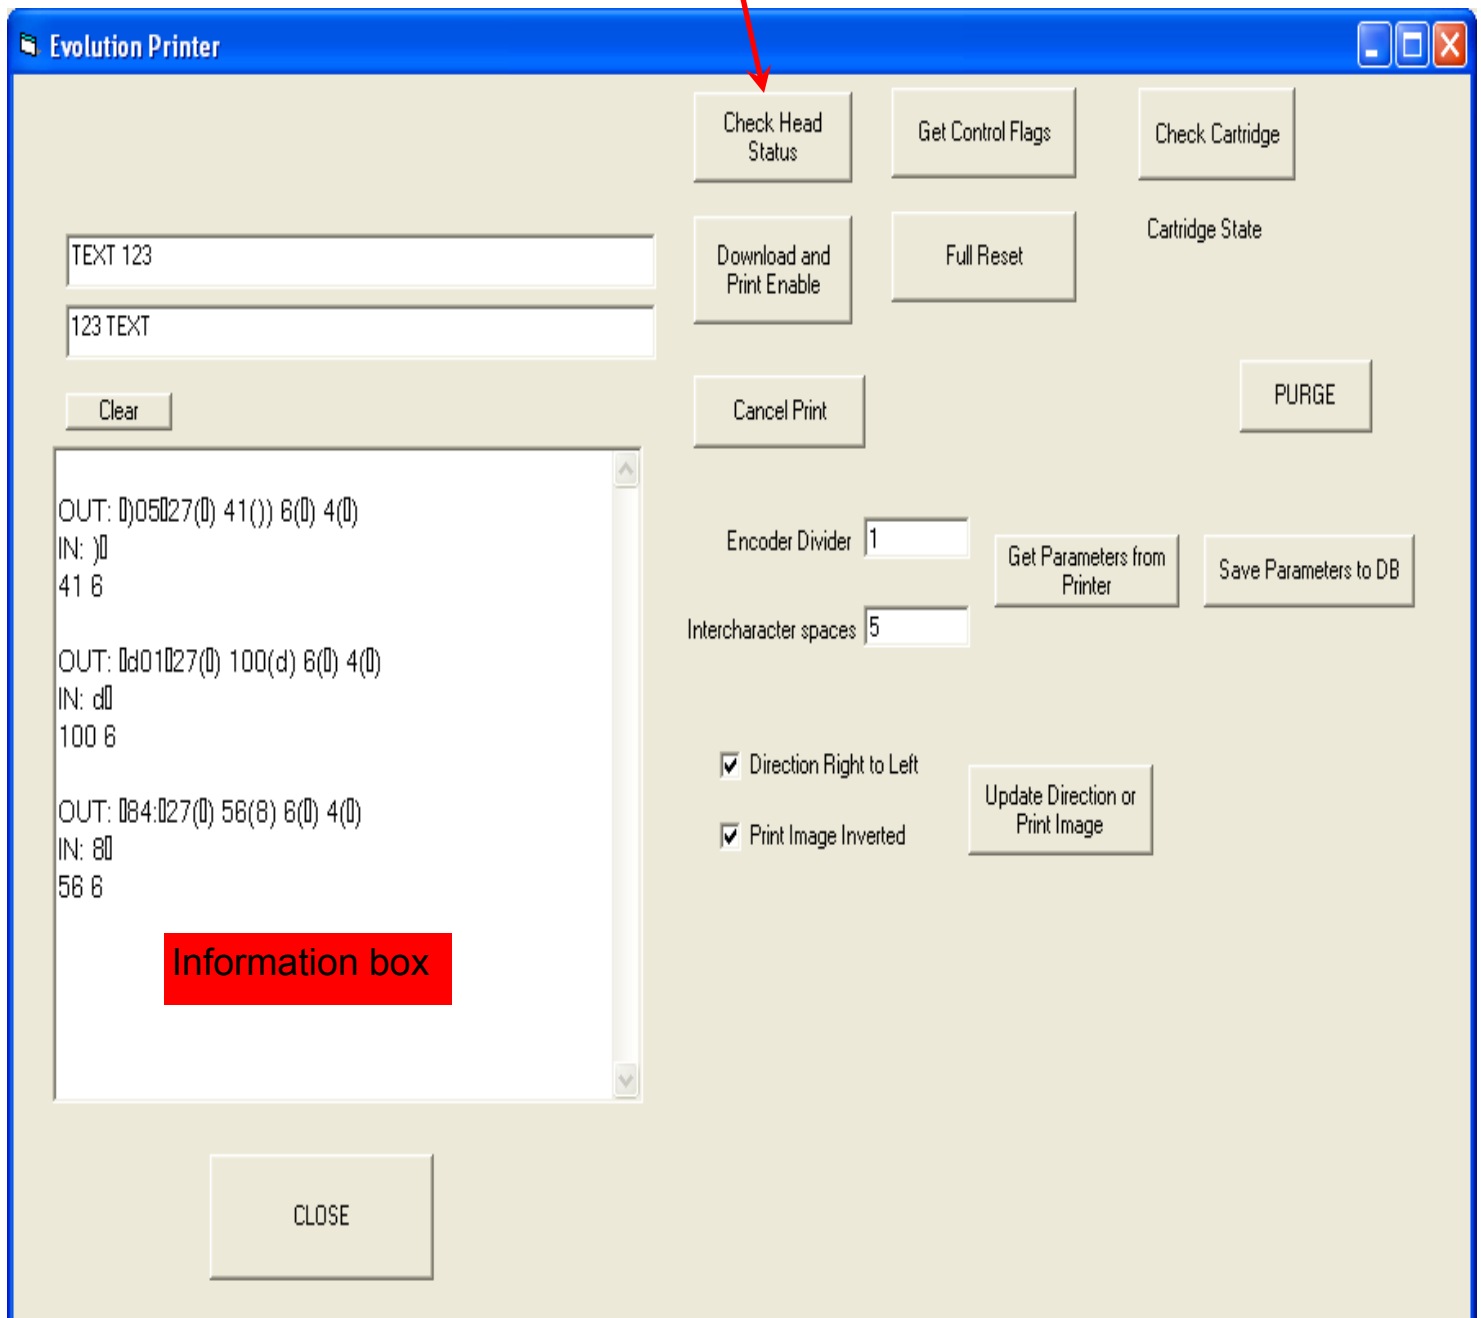 Evolution Printer
Check Head
Status
Get Control Flags
Check Cartridge
TEXT 123
Download and
Print Enable
Full Reset
Cartridge State
123 TEXT
Clear
Cancel Print
PURGE
OUT: ▯)05▯27(▯) 41()) 6(▯) 4(▯)
IN: )▯
41 6
OUT: ▯d01▯27(▯) 100(d) 6(▯) 4(▯)
IN: d▯
100 6
OUT: ▯84:▯27(▯) 56(8) 6(▯) 4(▯)
IN: 8▯
56 6
Information box
Encoder Divider 1
Get Parameters from
Printer
Save Parameters to DB
Intercharacter spaces 5
Direction Right to Left
Print Image Inverted
Update Direction or
Print Image
CLOSE